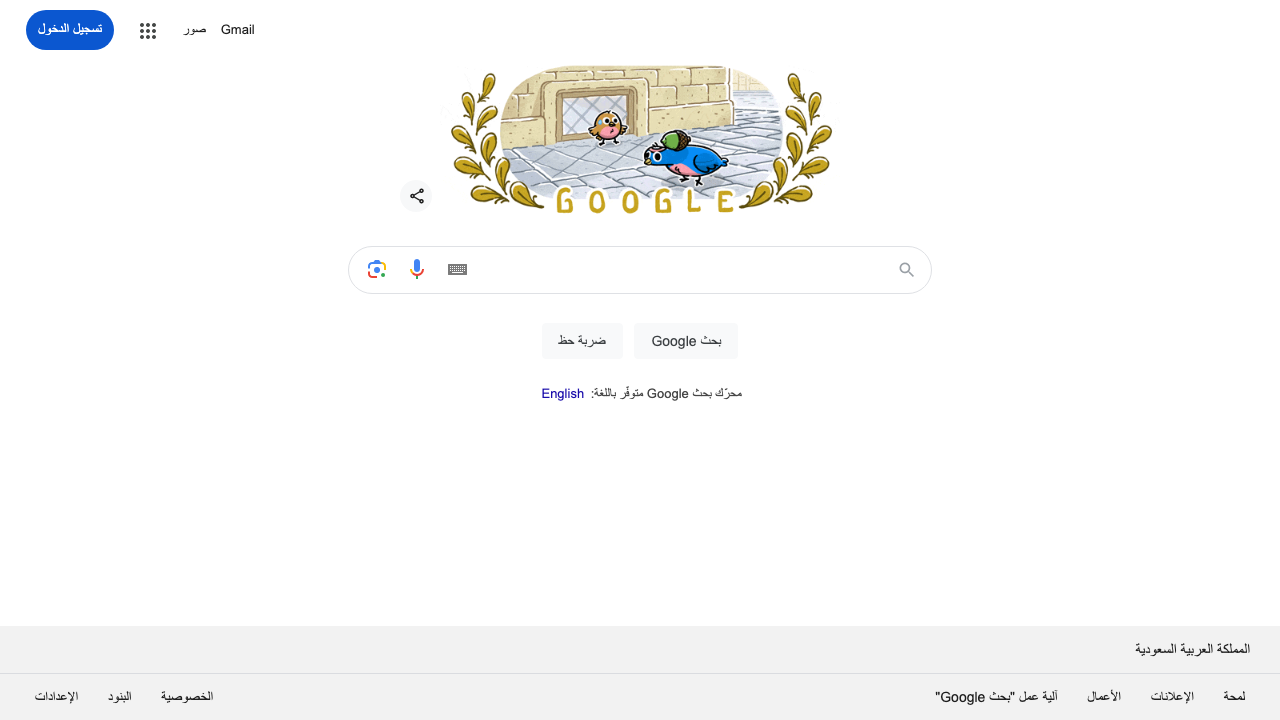 Gmail
صور
تسجيل الدخول
GOOGLE
بحث Google
ضربة حظ
محرّك بحث Google متوفّر باللغة: English
المملكة العربية السعودية
لمحة
الإعلانات
الأعمال
آلية عمل "بحث Google"
الخصوصية
البنود
الإعدادات